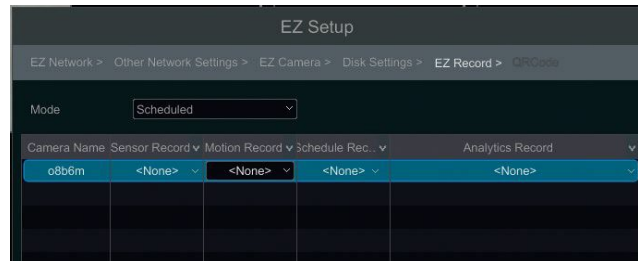 EZ Setup
EZ Network > Other Network Settings > EZ Camera > Disk Settings > EZ Record > QRCode
Mode Scheduled
Camera Name Sensor Record Motion Record Schedule Rec.. Analytics Record
o8b6m <None> <None> <None> <None>